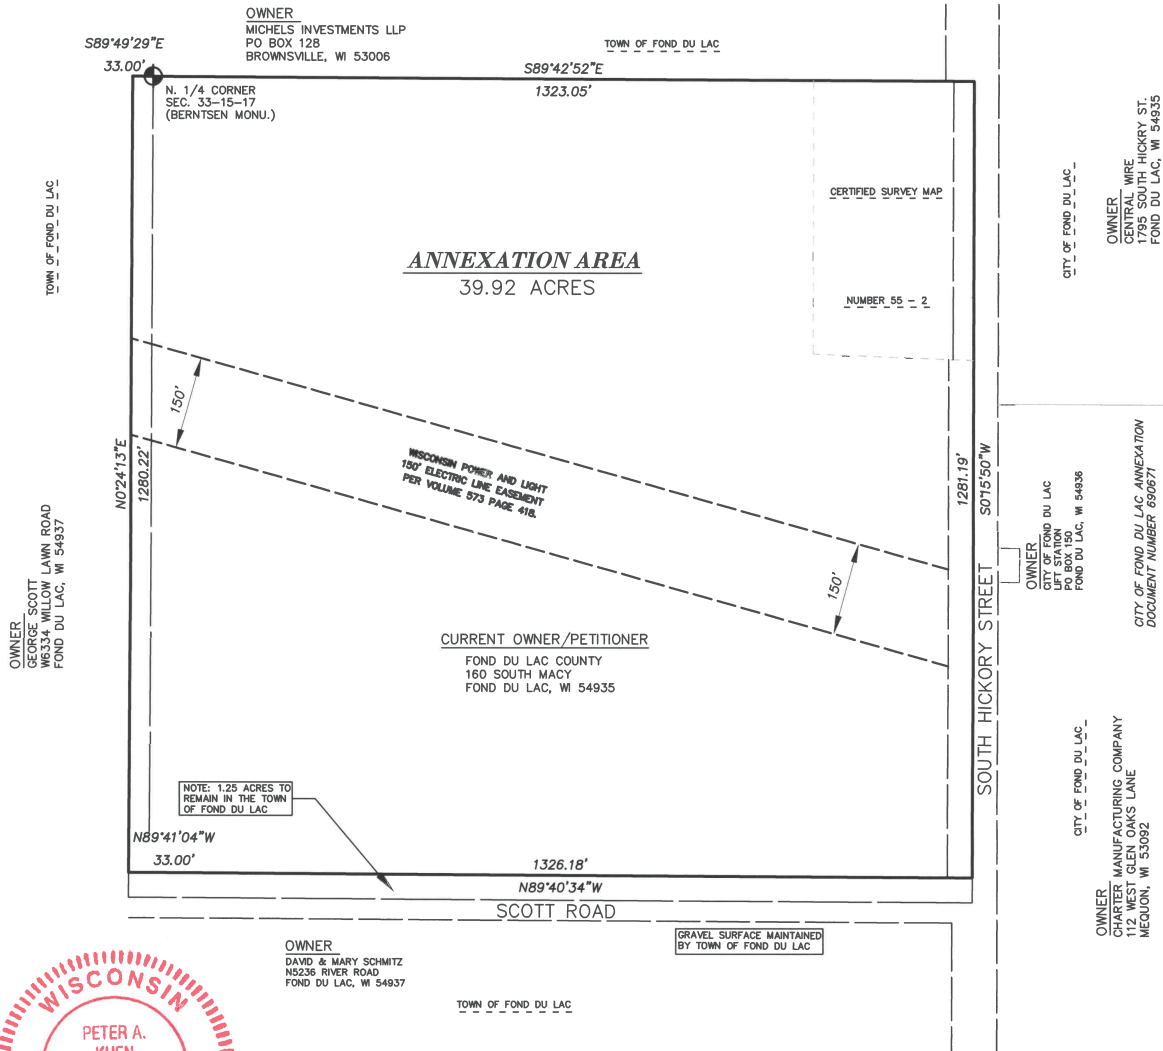 OWNER
MICHELS INVESTMENTS LLP
PO BOX 128
BROWNSVILLE, WI 53006
S89°49'29"E
33.00'
TOWN OF FOND DU LAC
S89°42'52"E
1323.05'
N. 1/4 CORNER
SEC. 33-15-17
(BERNTSEN MONU.)
TOWN OF FOND DU LAC
CERTIFIED SURVEY MAP
NUMBER 55 - 2
CITY OF FOND DU LAC
OWNER
CENTRAL WIRE
1795 SOUTH HICKRY ST.
FOND DU LAC, WI 54935
ANNEXATION AREA
39.92 ACRES
150'
N0°24'13"E
1280.22'
WISCONSIN POWER AND LIGHT
150' ELECTRIC LINE EASEMENT
PER VOLUME 573 PAGE 418.
1281.19'
S0°15'50"W
OWNER
CITY OF FOND DU LAC
LIFT STATION
PO BOX 150
FOND DU LAC, WI 54936
CITY OF FOND DU LAC ANNEXATION
DOCUMENT NUMBER 690671
150'
OWNER
GEORGE SCOTT
W6334 WILLOW LAWN ROAD
FOND DU LAC, WI 54937
CURRENT OWNER/PETITIONER
FOND DU LAC COUNTY
160 SOUTH MACY
FOND DU LAC, WI 54935
SOUTH HICKORY STREET
CITY OF FOND DU LAC
OWNER
CHARTER MANUFACTURING COMPANY
112 WEST GLEN OAKS LANE
MEQUON, WI 53092
NOTE: 1.25 ACRES TO
REMAIN IN THE TOWN
OF FOND DU LAC
N89°41'04"W
33.00'
1326.18'
N89°40'34"W
SCOTT ROAD
GRAVEL SURFACE MAINTAINED
BY TOWN OF FOND DU LAC
OWNER
DAVID & MARY SCHMITZ
N5236 RIVER ROAD
FOND DU LAC, WI 54937
TOWN OF FOND DU LAC
WISCONSIN
PETER A.